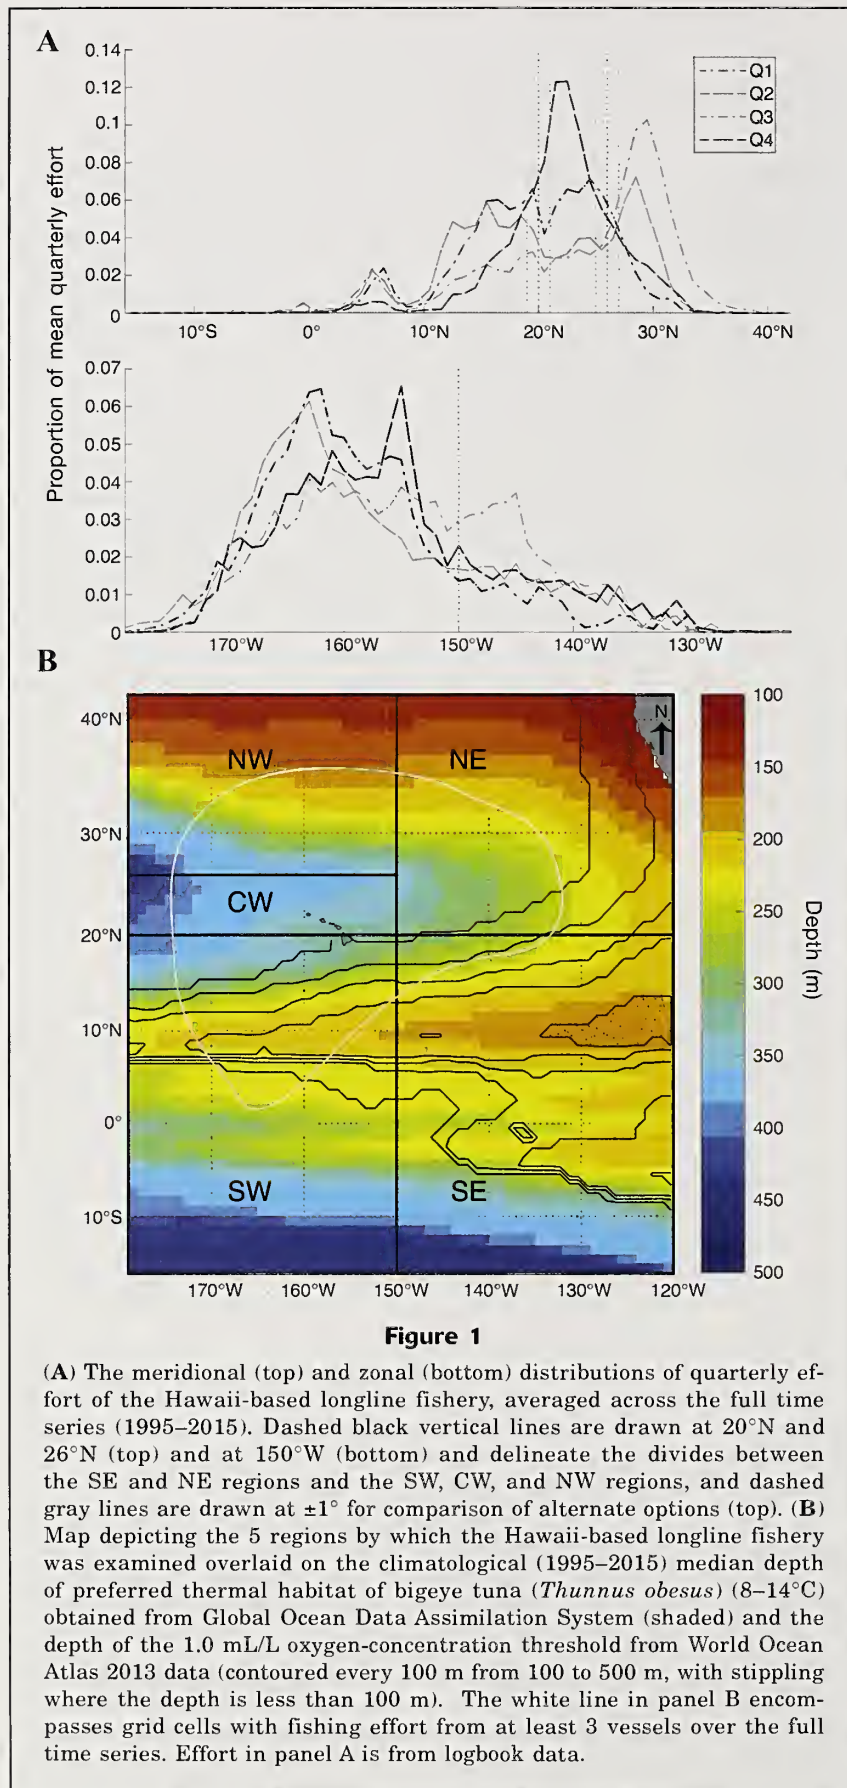 A
0.14
0.12
0.1
0.08
0.06
0.04
0.02
0
Q1
Q2
Q3
Q4
10°S
0°
10°N
20°N
30°N
40°N
Proportion of mean quarterly effort
0.07
0.06
0.05
0.04
0.03
0.02
0.01
0
170°W
160°W
150°W
140°W
130°W
B
40°N
30°N
20°N
10°N
0°
10°S
NW
NE
CW
SW
SE
N
170°W
160°W
150°W
140°W
130°W
120°W
100
150
200
250
300
350
400
450
500
Depth (m)
Figure 1
(A) The meridional (top) and zonal (bottom) distributions of quarterly ef-
fort of the Hawaii-based longline fishery, averaged across the full time
series (1995–2015). Dashed black vertical lines are drawn at 20°N and
26°N (top) and at 150°W (bottom) and delineate the divides between
the SE and NE regions and the SW, CW, and NW regions, and dashed
gray lines are drawn at ±1° for comparison of alternate options (top). (B)
Map depicting the 5 regions by which the Hawaii-based longline fishery
was examined overlaid on the climatological (1995–2015) median depth
of preferred thermal habitat of bigeye tuna (Thunnus obesus) (8–14°C)
obtained from Global Ocean Data Assimilation System (shaded) and the
depth of the 1.0 mL/L oxygen-concentration threshold from World Ocean
Atlas 2013 data (contoured every 100 m from 100 to 500 m, with stippling
where the depth is less than 100 m). The white line in panel B encom-
passes grid cells with fishing effort from at least 3 vessels over the full
time series. Effort in panel A is from logbook data.